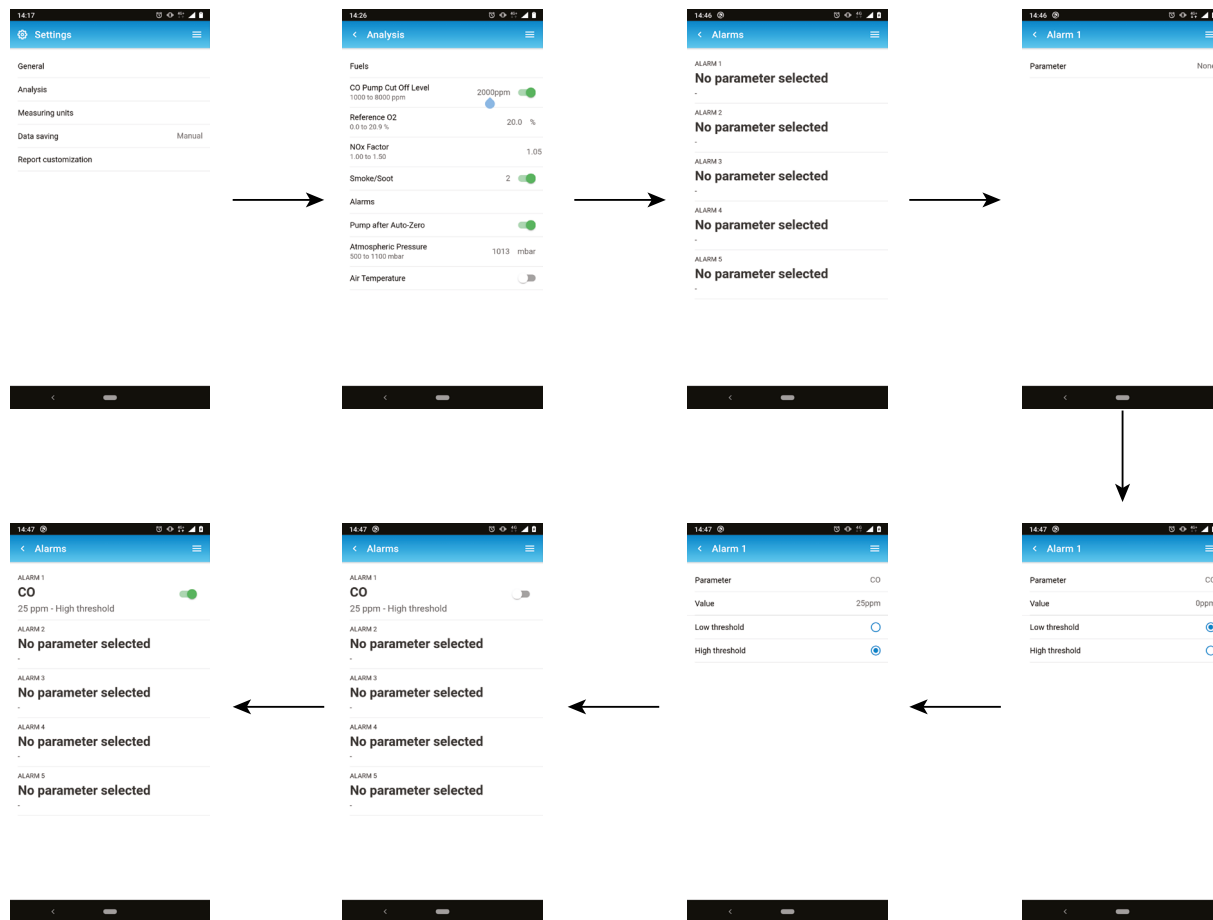 14:17
Settings
General
Analysis
Measuring units
Data saving Manual
Report customization
14:26
Analysis
Fuels
CO Pump Cut Off Level 2000ppm
1000 to 8000 ppm
Reference O2 20.0 %
0.0 to 20.9 %
NOx Factor 1.05
1.00 to 1.50
Smoke/Soot 2
Alarms
Pump after Auto-Zero
Atmospheric Pressure 1013 mbar
500 to 1100 mbar
Air Temperature
14:46
Alarms
ALARM 1
No parameter selected
-
ALARM 2
No parameter selected
-
ALARM 3
No parameter selected
-
ALARM 4
No parameter selected
-
ALARM 5
No parameter selected
-
14:46
Alarm 1
Parameter None
14:47
Alarm 1
Parameter CO
Value 0ppm
Low threshold
High threshold
14:47
Alarm 1
Parameter CO
Value 25ppm
Low threshold
High threshold
14:47
Alarms
ALARM 1
CO
25 ppm - High threshold
ALARM 2
No parameter selected
-
ALARM 3
No parameter selected
-
ALARM 4
No parameter selected
-
ALARM 5
No parameter selected
-
14:47
Alarms
ALARM 1
CO
25 ppm - High threshold
ALARM 2
No parameter selected
-
ALARM 3
No parameter selected
-
ALARM 4
No parameter selected
-
ALARM 5
No parameter selected
-